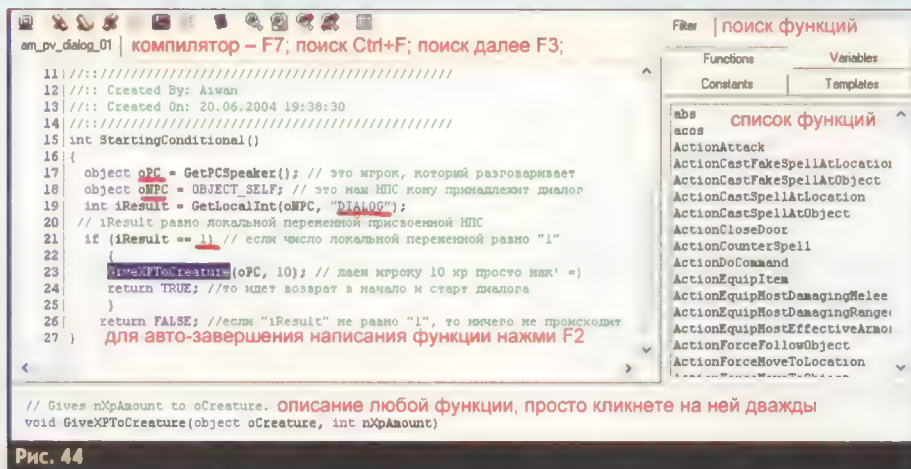 Filter поиск функций
am_pv_dialog_01 компилятор – F7; поиск Ctrl+F; поиск далее F3;
Functions Variables
Constants Templates
11 //:://///////////////////////////////////////////
12 //:: Created By: Aiwan
13 //:: Created On: 20.06.2004 19:38:30
14 //:://///////////////////////////////////////////
15 int StartingConditional()
16 {
17 object oPC = GetPCSpeaker(); // это игрок, который разговаривает
18 object oNPC = OBJECT_SELF; // это наш НПС кому принадлежит диалог
19 int iResult = GetLocalInt(oNPC, "DIALOG");
20 // iResult равно локальной переменной присвоенной НПС
21 if (iResult == 1) // если число локальной переменной равно "1"
22 {
23 GiveXPToCreature(oPC, 10); // даем игроку 10 хр просто так! =)
24 return TRUE; //то идет возврат в начало и старт диалога
25 }
26 return FALSE; //если "iResult" не равно "1", то ничего не происходит
27 }
для авто-завершения написания функции нажми F2
abs
список функций
acos
ActionAttack
ActionCastFakeSpellAtLocation
ActionCastFakeSpellAtObject
ActionCastSpellAtLocation
ActionCastSpellAtObject
ActionCloseDoor
ActionCounterSpell
ActionDoCommand
ActionEquipItem
ActionEquipMostDamagingMelee
ActionEquipMostDamagingRange
ActionEquipMostEffectiveArmo
ActionForceFollowObject
ActionForceMoveToLocation
// Gives nXpAmount to oCreature. описание любой функции, просто кликнете на ней дважды
void GiveXPToCreature(object oCreature, int nXpAmount)
Рис. 44